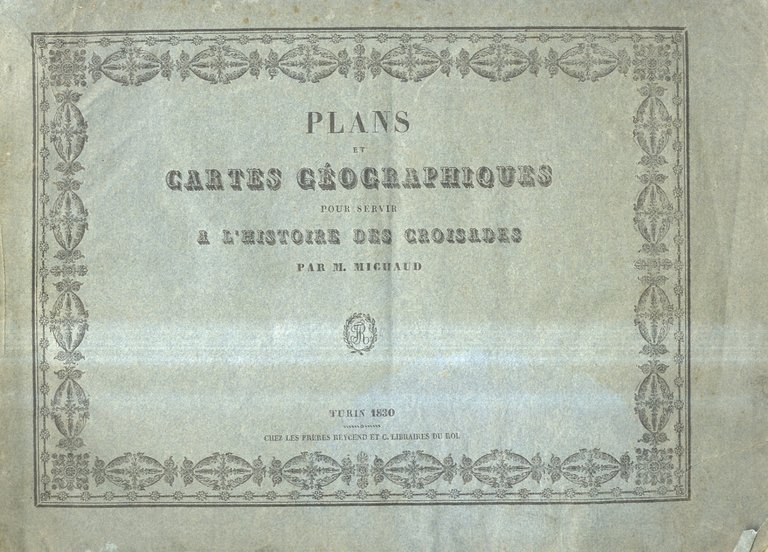 PLANS
ET
CARTES GÉOGRAPHIQUES
POUR SERVIR
A L'HISTOIRE DES CROISADES
PAR M. MICHAUD
TURIN 1830
CHEZ LES FRÈRES REYCEND ET C. LIBRAIRES DU ROI.